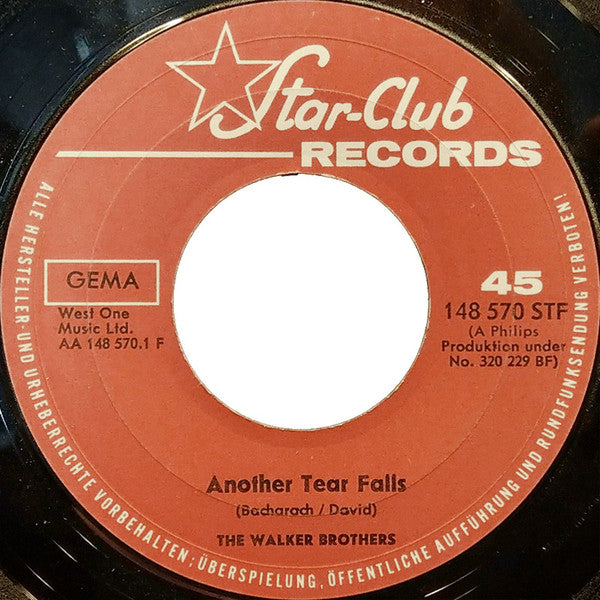 Star-Club
RECORDS
GEMA
West One
Music Ltd.
AA 148 570.1 F
45
148 570 STF
(A Philips
Produktion under
No. 320 229 BF)
Another Tear Falls
(Bacharach / David)
THE WALKER BROTHERS
ALLE HERSTELLER- UND URHEBERRECHTE VORBEHALTEN; ÜBERSPIELUNG, ÖFFENTLICHE AUFFÜHRUNG UND RUNDFUNKSENDUNG VERBOTEN!